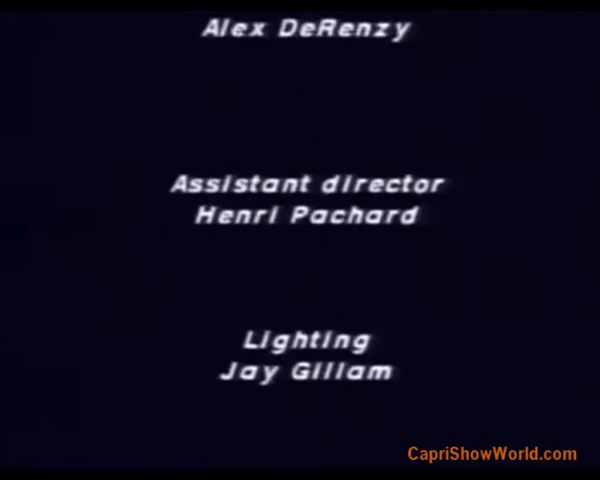 Alex DeRenzy
Assistant director
Henri Pachard
Lighting
Jay Gillam
CapriShowWorld.com